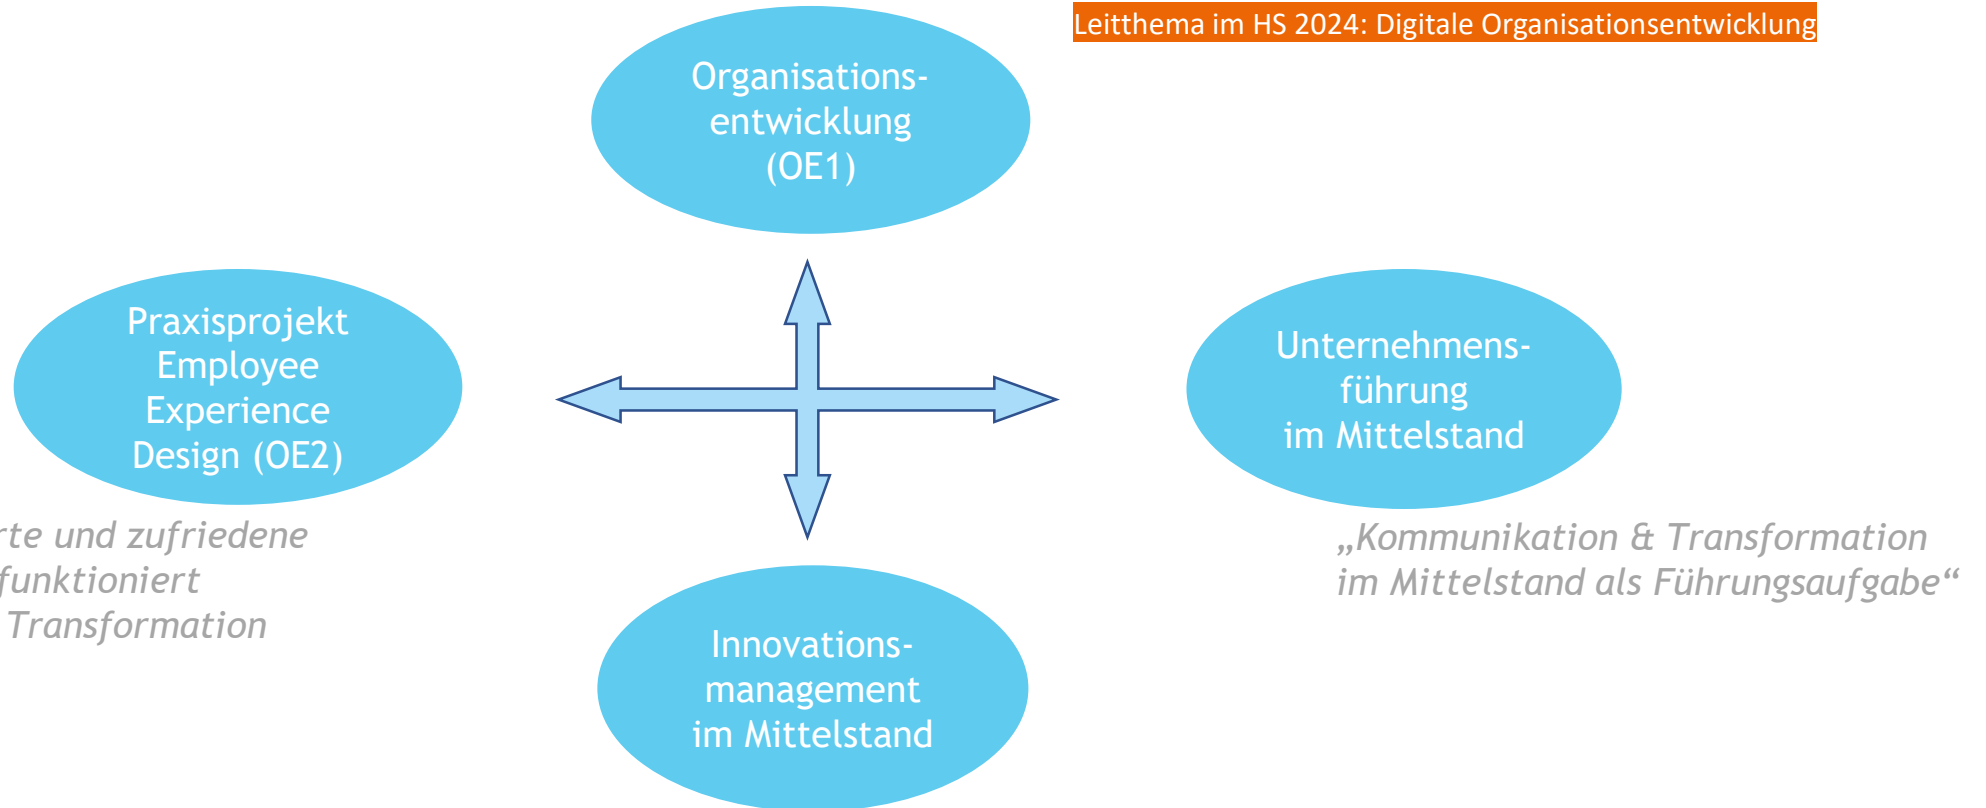 Leitthema im HS 2024: Digitale Organisationsentwicklung
Organisations-
entwicklung
(OE1)
Praxisprojekt
Employee
Experience
Design (OE2)
Unternehmens-
führung
im Mittelstand
rte und zufriedene
funktioniert
Transformation
„Kommunikation & Transformation
im Mittelstand als Führungsaufgabe“
Innovations-
management
im Mittelstand